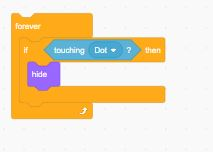 forever
if touching Dot ? then
hide